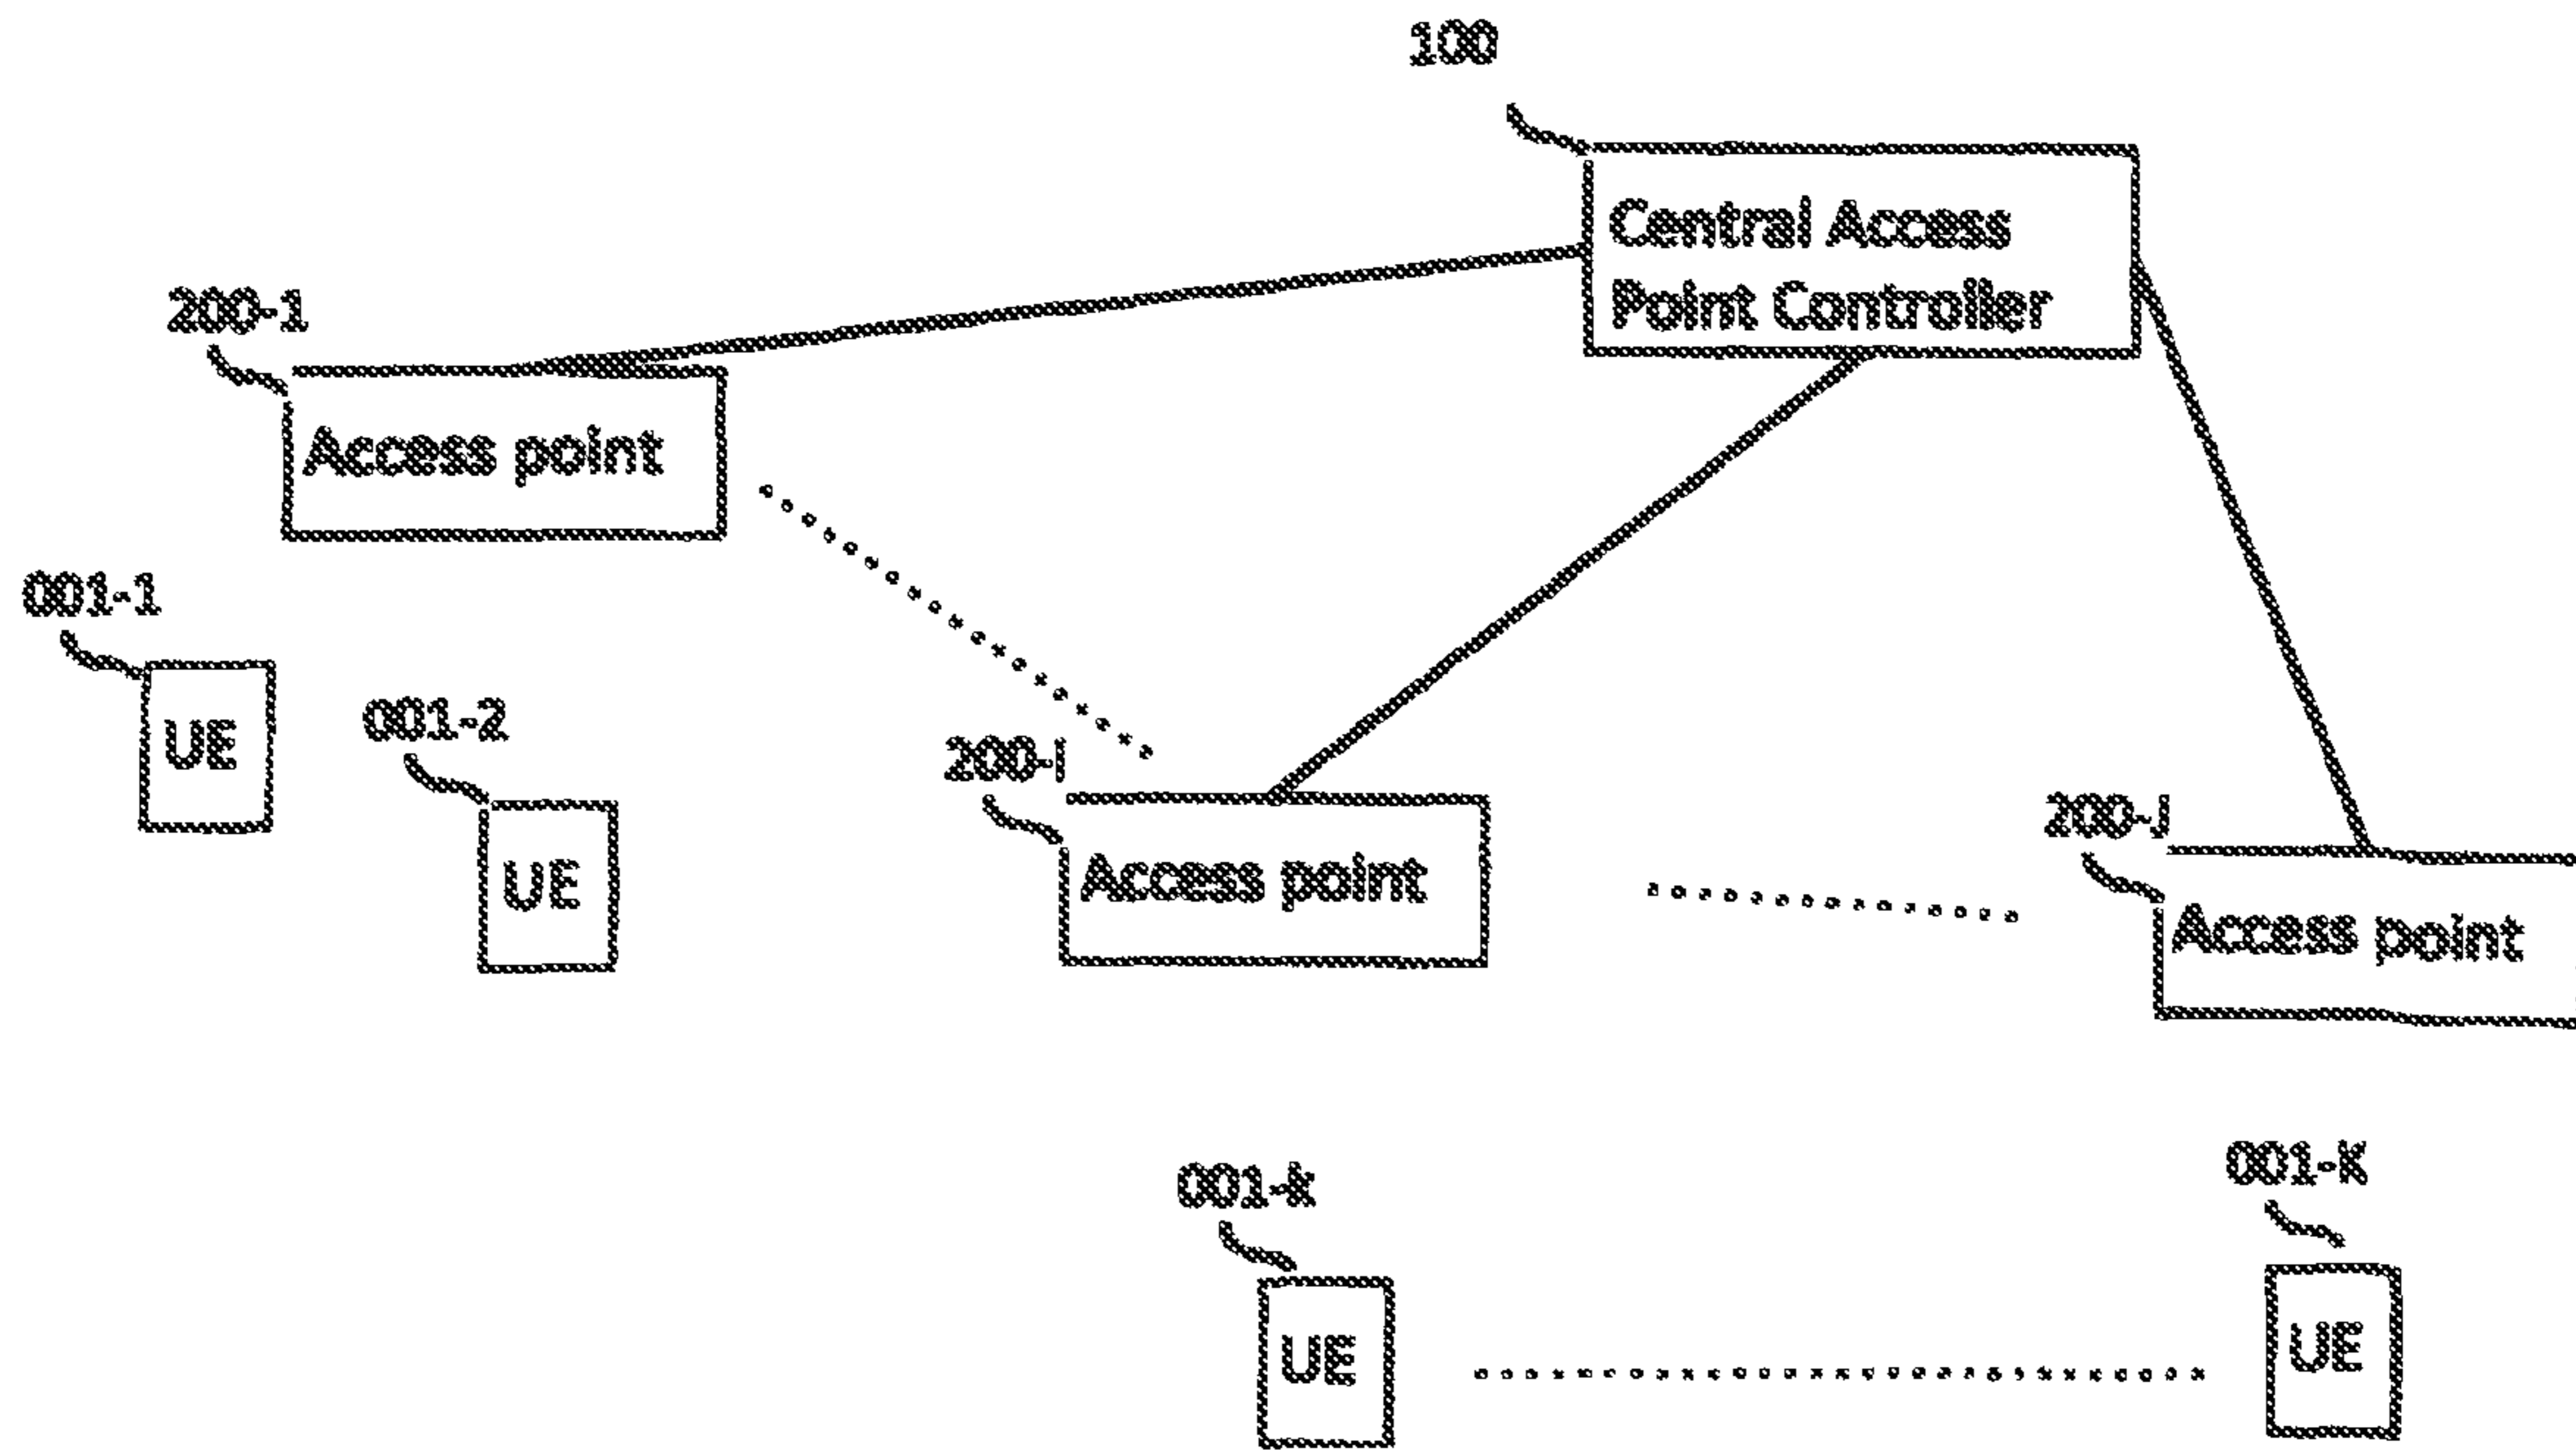 100
Central Access
Point Controller
200-1
Access point
001-1
UE
001-2
UE
200-i
Access point
200-J
Access point
001-k
UE
001-K
UE